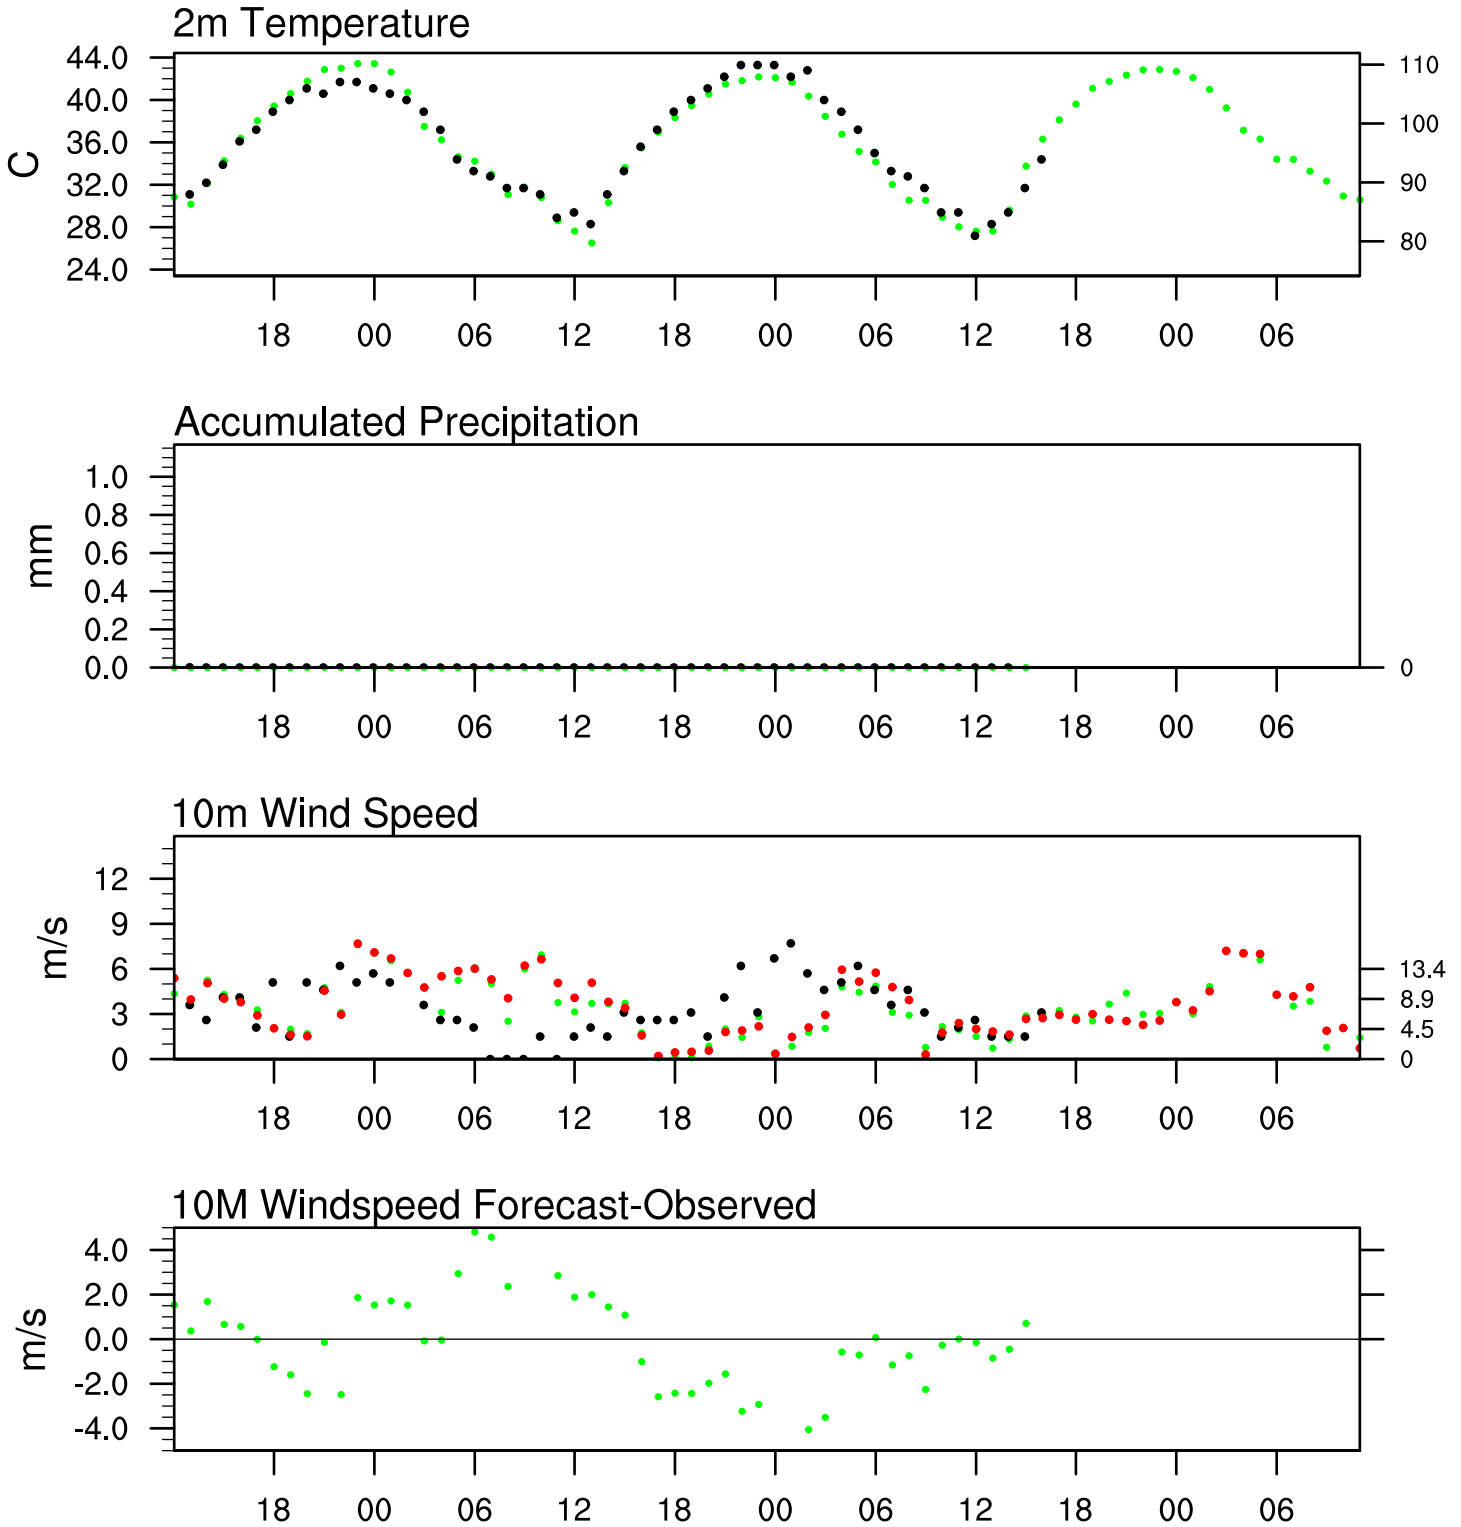 2m Temperature
44.0
40.0
36.0
32.0
28.0
24.0
C
110
100
90
80
18 00 06 12 18 00 06 12 18 00 06
Accumulated Precipitation
1.0
0.8
0.6
0.4
0.2
0.0
mm
0
18 00 06 12 18 00 06 12 18 00 06
10m Wind Speed
12
9
6
3
0
m/s
13.4
8.9
4.5
0
18 00 06 12 18 00 06 12 18 00 06
10M Windspeed Forecast-Observed
4.0
2.0
0.0
-2.0
-4.0
m/s
18 00 06 12 18 00 06 12 18 00 06